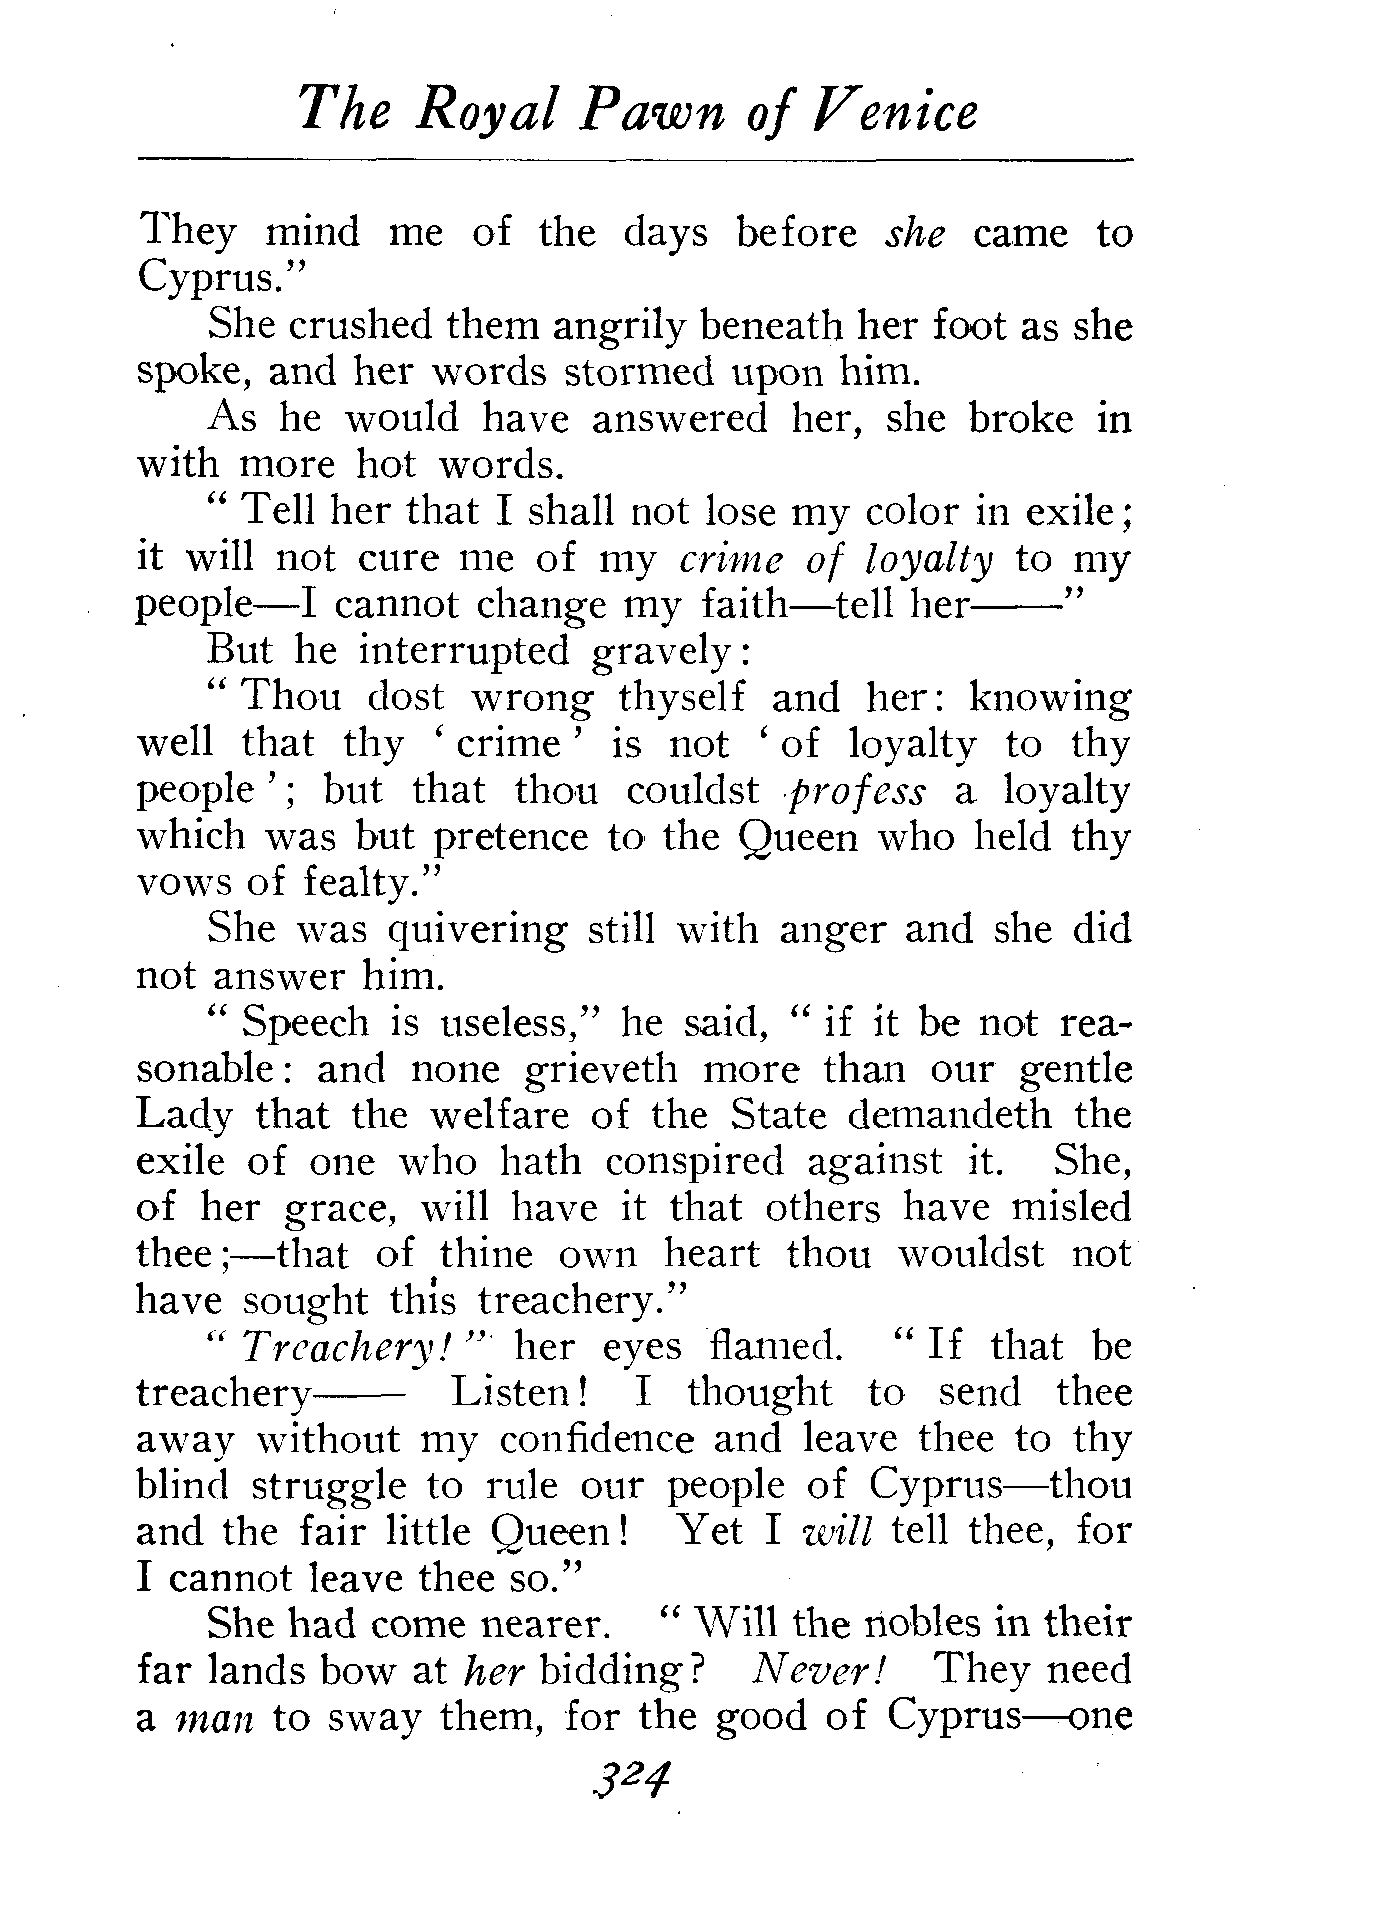 The Royal Pawn of Venice
They mind me of the days before she came to
Cyprus.”
She crushed them angrily beneath her foot as she
spoke, and her words stormed upon him.
As he would have answered her, she broke in
with more hot words.
“ Tell her that I shall not lose my color in exile;
it will not cure me of my crime of loyalty to my
people—I cannot change my faith—tell her——”
But he interrupted gravely:
“ Thou dost wrong thyself and her: knowing
well that thy ‘ crime ’ is not ‘ of loyalty to thy
people ’; but that thou couldst profess a loyalty
which was but pretence to the Queen who held thy
vows of fealty.”
She was quivering still with anger and she did
not answer him.
“ Speech is useless,” he said, “ if it be not rea-
sonable: and none grieveth more than our gentle
Lady that the welfare of the State demandeth the
exile of one who hath conspired against it. She,
of her grace, will have it that others have misled
thee;—that of thine own heart thou wouldst not
have sought this treachery.”
“ Treachery! ” her eyes flamed. “ If that be
treachery—— Listen! I thought to send thee
away without my confidence and leave thee to thy
blind struggle to rule our people of Cyprus—thou
and the fair little Queen! Yet I will tell thee, for
I cannot leave thee so.”
She had come nearer. “ Will the nobles in their
far lands bow at her bidding? Never! They need
a man to sway them, for the good of Cyprus—one
324